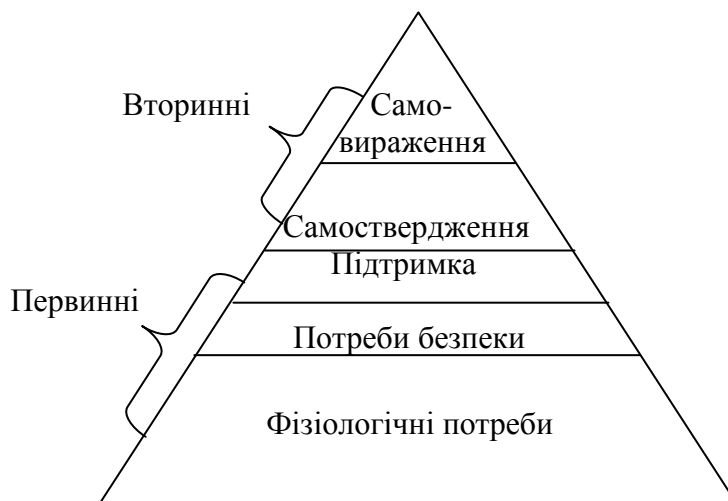 Вторинні
Само-
вираження
Самоствердження
Підтримка
Первинні
Потреби безпеки
Фізіологічні потреби